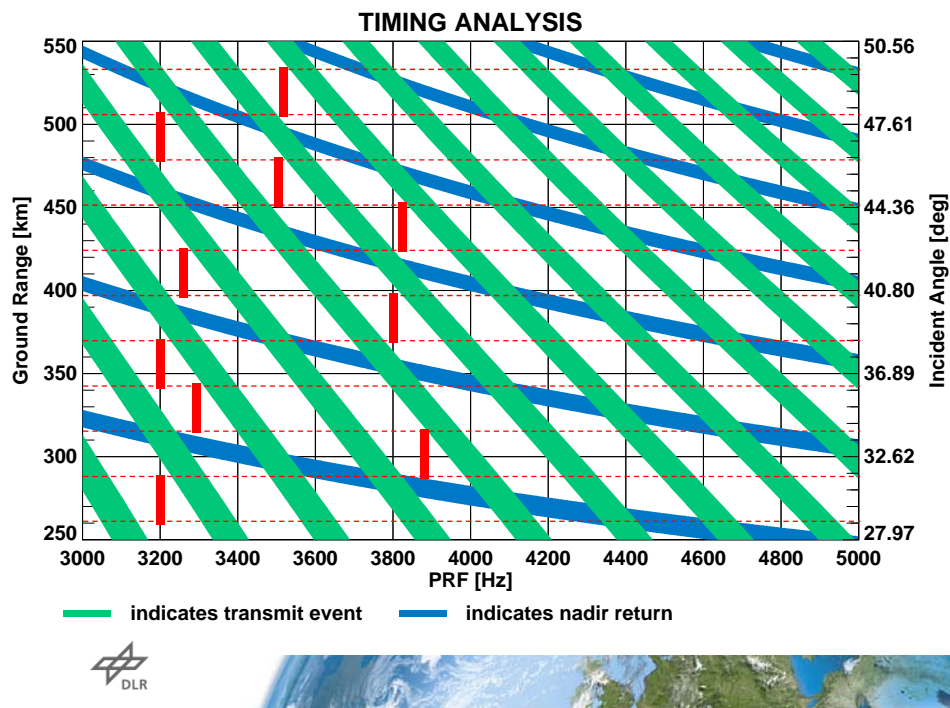 TIMING ANALYSIS
550
500
450
400
350
300
250
Ground Range [km]
50.56
47.61
44.36
40.80
36.89
32.62
27.97
Incident Angle [deg]
3000 3200 3400 3600 3800 4000 4200 4400 4600 4800 5000
PRF [Hz]
indicates transmit event indicates nadir return
DLR